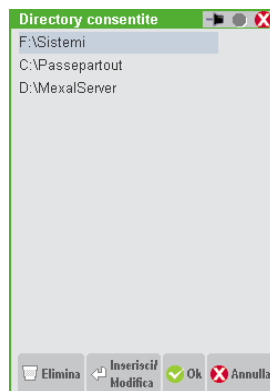 Directory consentite
F:\Sistemi
C:\Passepartout
D:\MexalServer
Elimina
Inserisci/
Modifica
Ok
Annulla